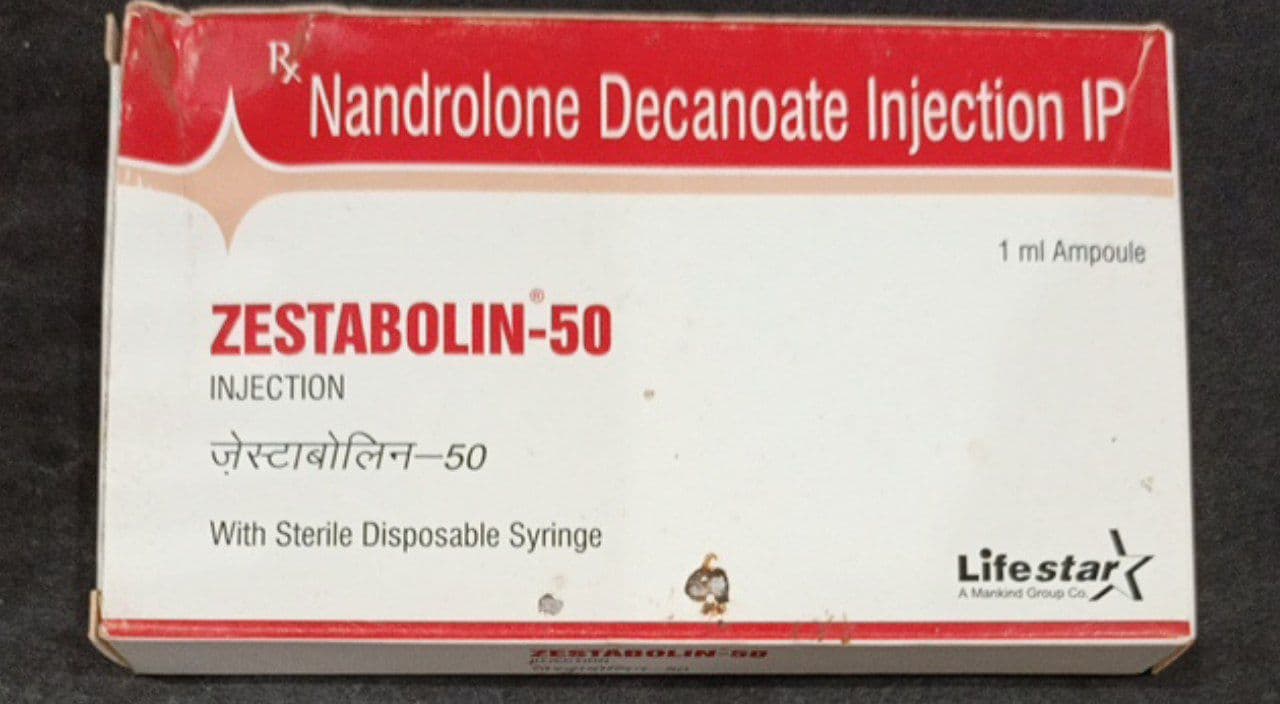 Rx Nandrolone Decanoate Injection IP
1 ml Ampoule
ZESTABOLIN®-50
INJECTION
ज़ेस्टाबोलिन-50
With Sterile Disposable Syringe
Lifestar
A Mankind Group Co.
ZESTABOLIN-50
INJECTION